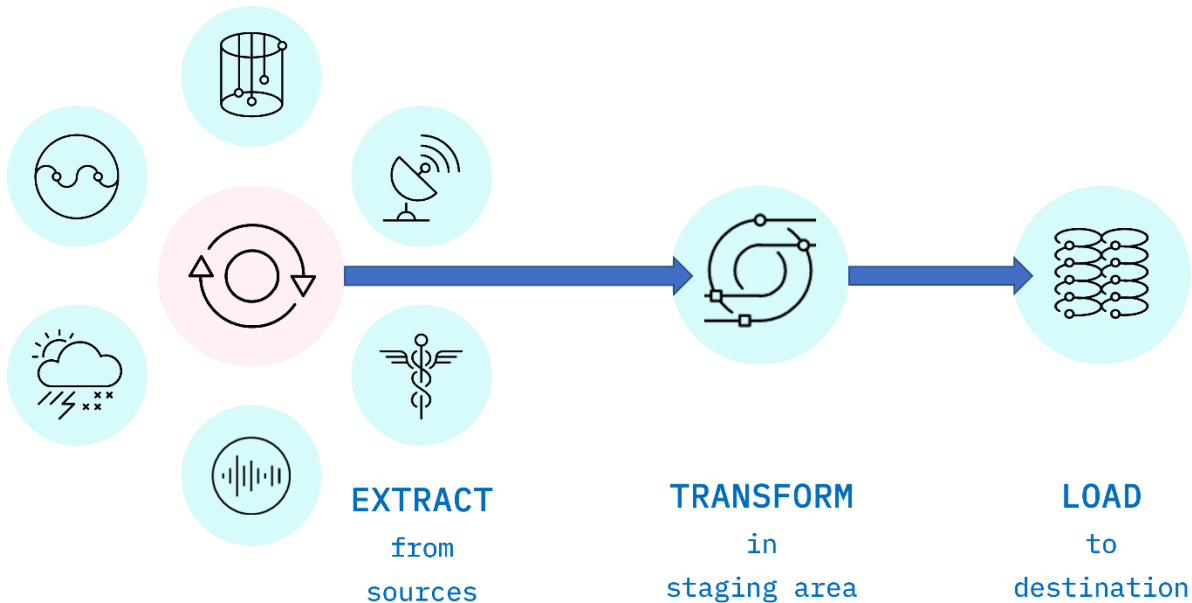 EXTRACT
from
sources
TRANSFORM
in
staging area
LOAD
to
destination